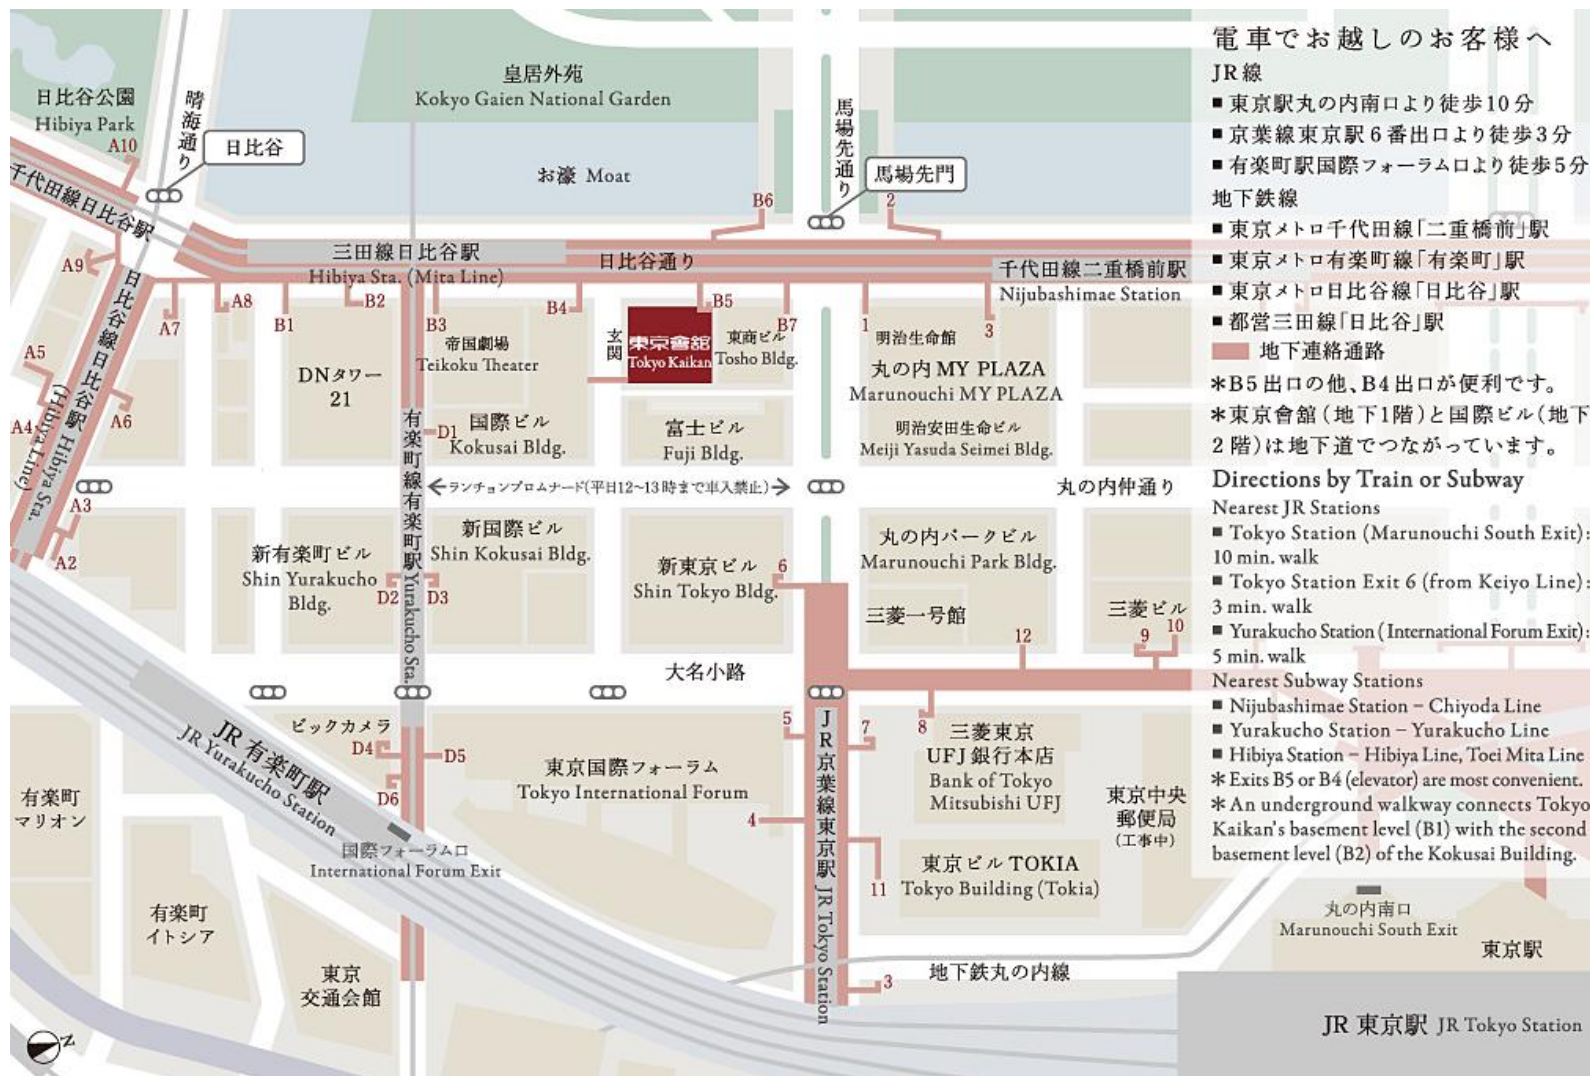 電車でお越しのお客様へ
JR線
■ 東京駅丸の内南口より徒歩10分
■ 京葉線東京駅6番出口より徒歩3分
■ 有楽町駅国際フォーラム口より徒歩5分
地下鉄線
■ 東京メトロ千代田線「二重橋前」駅
■ 東京メトロ有楽町線「有楽町」駅
■ 東京メトロ日比谷線「日比谷」駅
■ 都営三田線「日比谷」駅
地下連絡通路
*B5出口の他、B4出口が便利です。
*東京會舘(地下1階)と国際ビル(地下
2階)は地下道でつながっています。
Directions by Train or Subway
Nearest JR Stations
■ Tokyo Station (Marunouchi South Exit):
10 min. walk
■ Tokyo Station Exit 6 (from Keiyo Line):
3 min. walk
■ Yurakucho Station (International Forum Exit):
5 min. walk
Nearest Subway Stations
■ Nijubashimae Station – Chiyoda Line
■ Yurakucho Station – Yurakucho Line
■ Hibiya Station – Hibiya Line, Toei Mita Line
* Exits B5 or B4 (elevator) are most convenient.
* An underground walkway connects Tokyo
Kaikan's basement level (B1) with the second
basement level (B2) of the Kokusai Building.
皇居外苑
Kokyo Gaien National Garden
日比谷公園
Hibiya Park
A10
晴海通り
日比谷
お濠 Moat
馬場先通り
馬場先門
B6
2
千代田線日比谷駅
三田線日比谷駅
Hibiya Sta. (Mita Line)
日比谷通り
千代田線二重橋前駅
Nijubashimae Station
A9
A7
A8
B1
B2
B3
B4
B5
B7
1
3
日比谷線日比谷駅 Hibiya Sta.
(Hibiya Line)
A5
A4
A6
A3
A2
DNタワー
21
帝国劇場
Teikoku Theater
玄関
東京會舘
Tokyo Kaikan
東商ビル
Tosho Bldg.
明治生命館
丸の内 MY PLAZA
Marunouchi MY PLAZA
明治安田生命ビル
Meiji Yasuda Seimei Bldg.
有楽町線有楽町駅 Yurakucho Sta.
D1
国際ビル
Kokusai Bldg.
富士ビル
Fuji Bldg.
ランチョンプロムナード(平日12~13時まで車入禁止)
丸の内仲通り
新有楽町ビル
Shin Yurakucho
Bldg.
D2
D3
新国際ビル
Shin Kokusai Bldg.
新東京ビル
Shin Tokyo Bldg.
6
丸の内パークビル
Marunouchi Park Bldg.
三菱一号館
三菱ビル
12
9
10
大名小路
JR 有楽町駅
JR Yurakucho Station
ビックカメラ
D4
D5
D6
国際フォーラム口
International Forum Exit
東京国際フォーラム
Tokyo International Forum
5
7
8
4
11
3
JR京葉線東京駅 JR Tokyo Station
三菱東京
UFJ銀行本店
Bank of Tokyo
Mitsubishi UFJ
東京中央
郵便局
(工事中)
東京ビル TOKIA
Tokyo Building (Tokia)
地下鉄丸の内線
有楽町
マリオン
有楽町
イトシア
東京
交通会館
丸の内南口
Marunouchi South Exit
東京駅
JR 東京駅 JR Tokyo Station
N